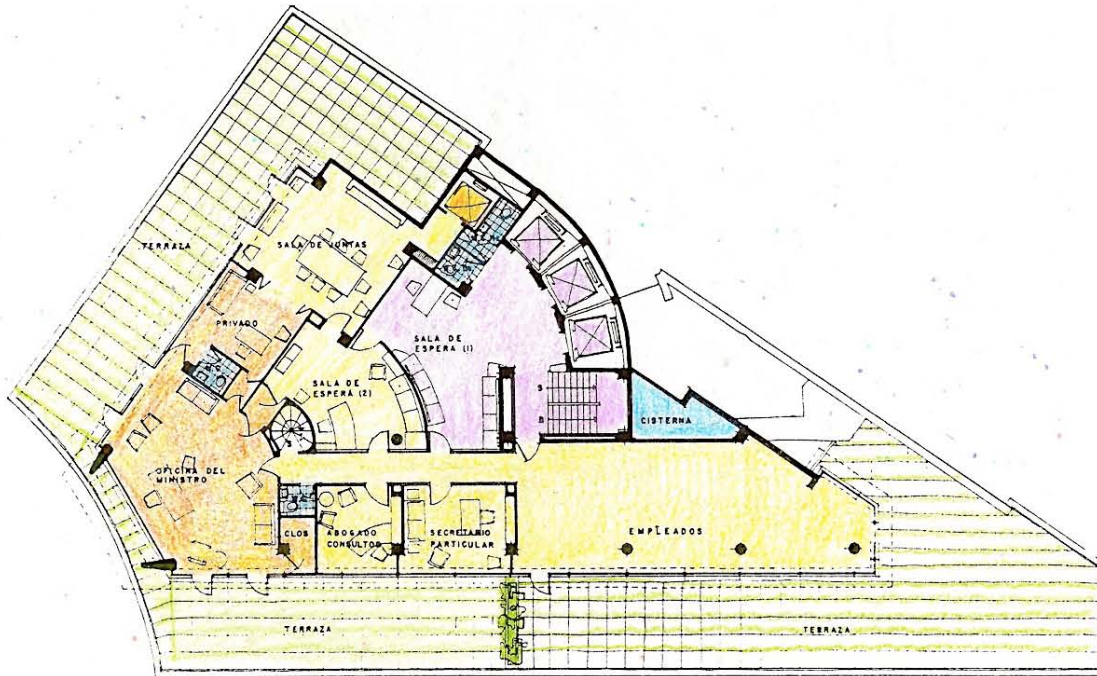 TERRAZA
SALA DE JUNTAS
PRIVADO
SALA DE
ESPERA (1)
SALA DE
ESPERA (2)
S
B
CISTERNA
OFICINA DEL
MINISTRO
S
CLOS
ABOGADO
CONSULTOR
SECRETARIO
PARTICULAR
EMPLEADOS
TERRAZA
TERRAZA